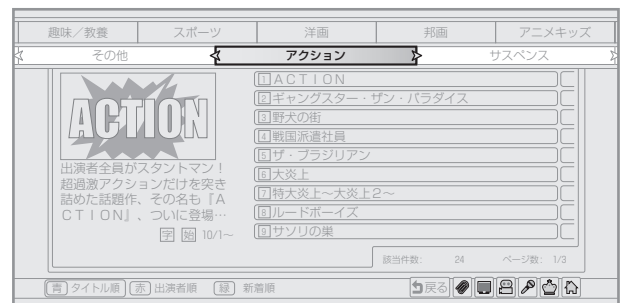 趣味／教養 スポーツ 洋画 邦画 アニメキッズ
その他 アクション サスペンス
ACTION
1 ACTION
2 ギャングスター・ザン・パラダイス
3 野犬の街
4 戦国派遣社員
5 ザ・ブラジリアン
6 大炎上
7 特大炎上～大炎上2～
8 ルードボーイズ
9 サソリの巣
出演者全員がスタントマン！
超過激アクションだけを突き
詰めた話題作、その名も『A
CTION』、ついに登場…
字 始 10/1～
該当件数: 24 ページ数: 1/3
青 タイトル順 赤 出演者順 緑 新着順 戻る